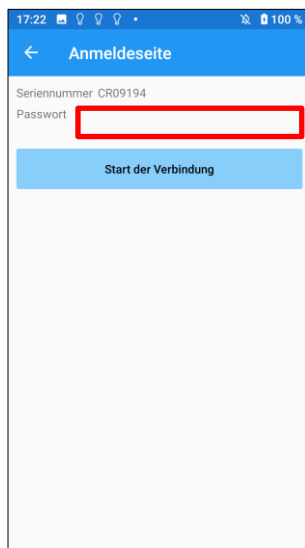 17:22 100 %
Anmeldeseite
Seriennummer CR09194
Passwort
Start der Verbindung